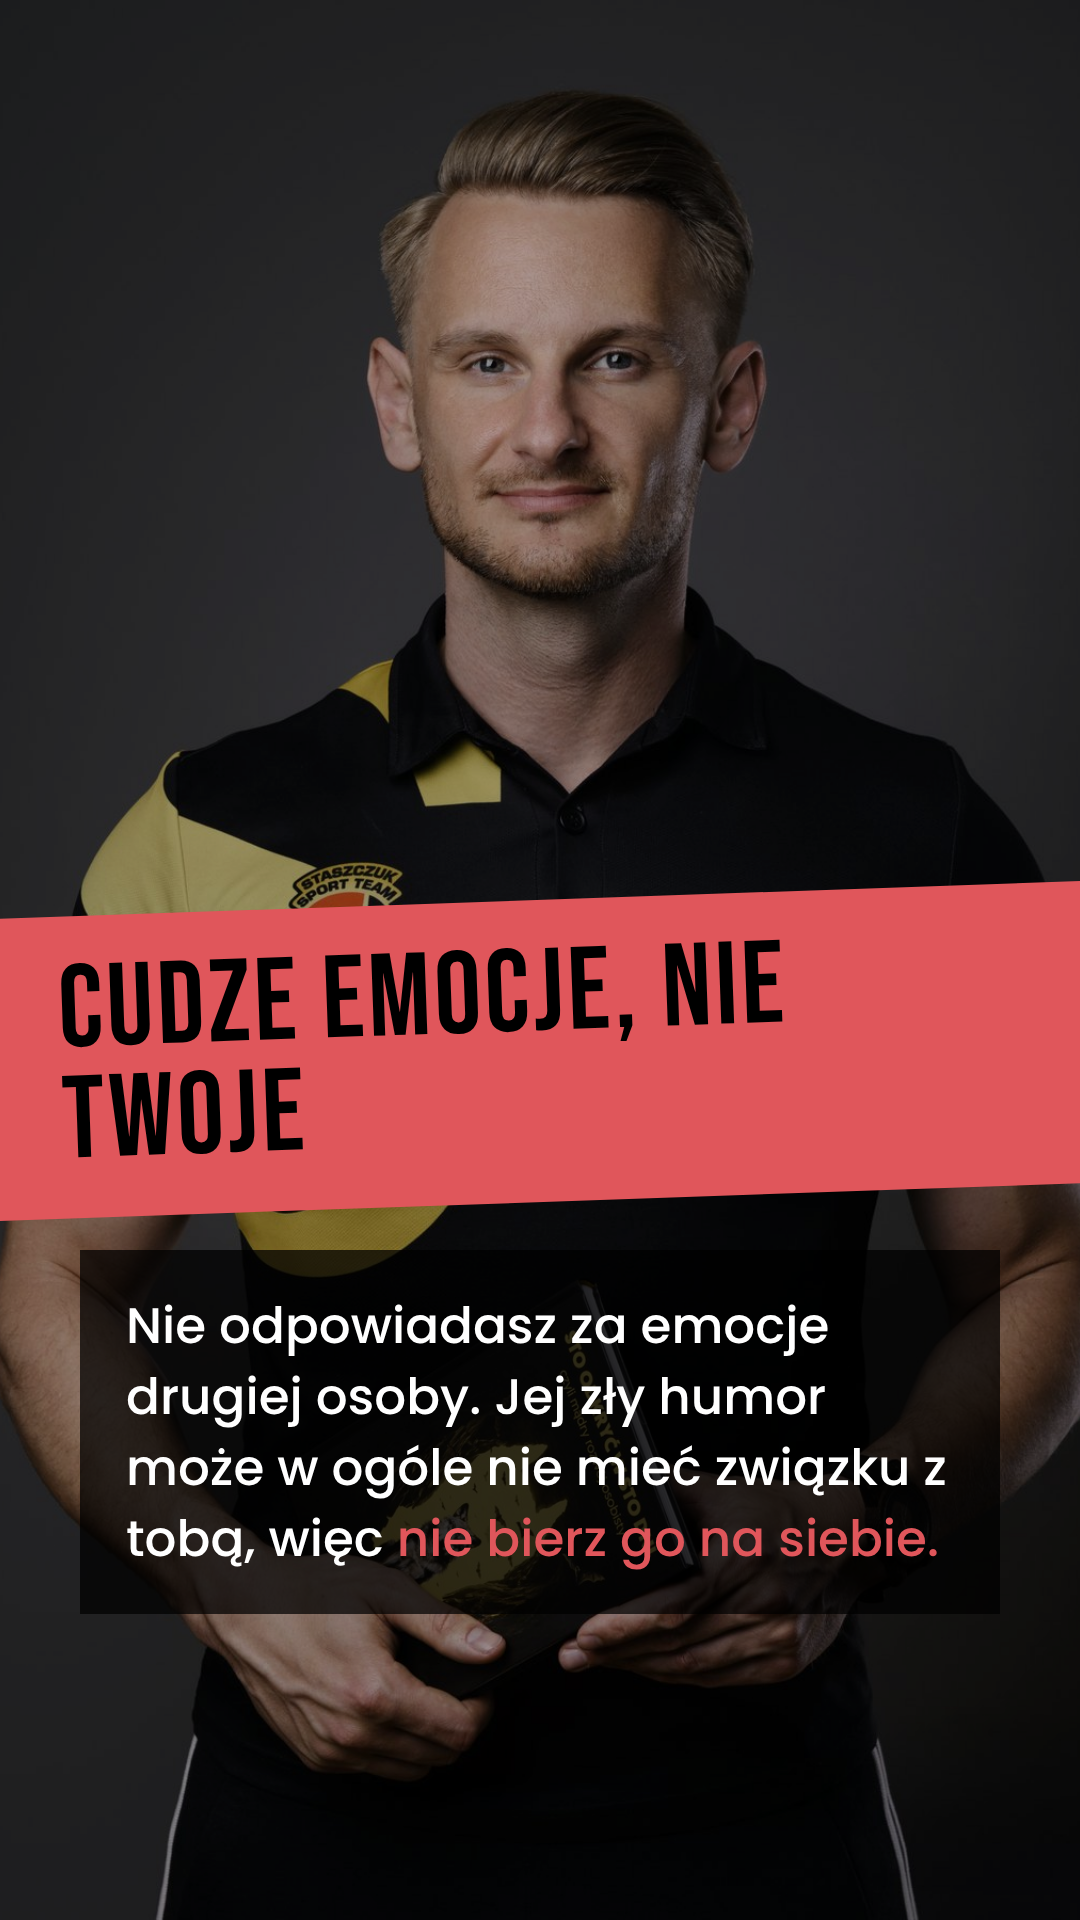 STASZCZUK
SPORT TEAM
CUDZE EMOCJE, NIE
TWOJE
Nie odpowiadasz za emocje
drugiej osoby. Jej zły humor
może w ogóle nie mieć związku z
tobą, więc nie bierz go na siebie.